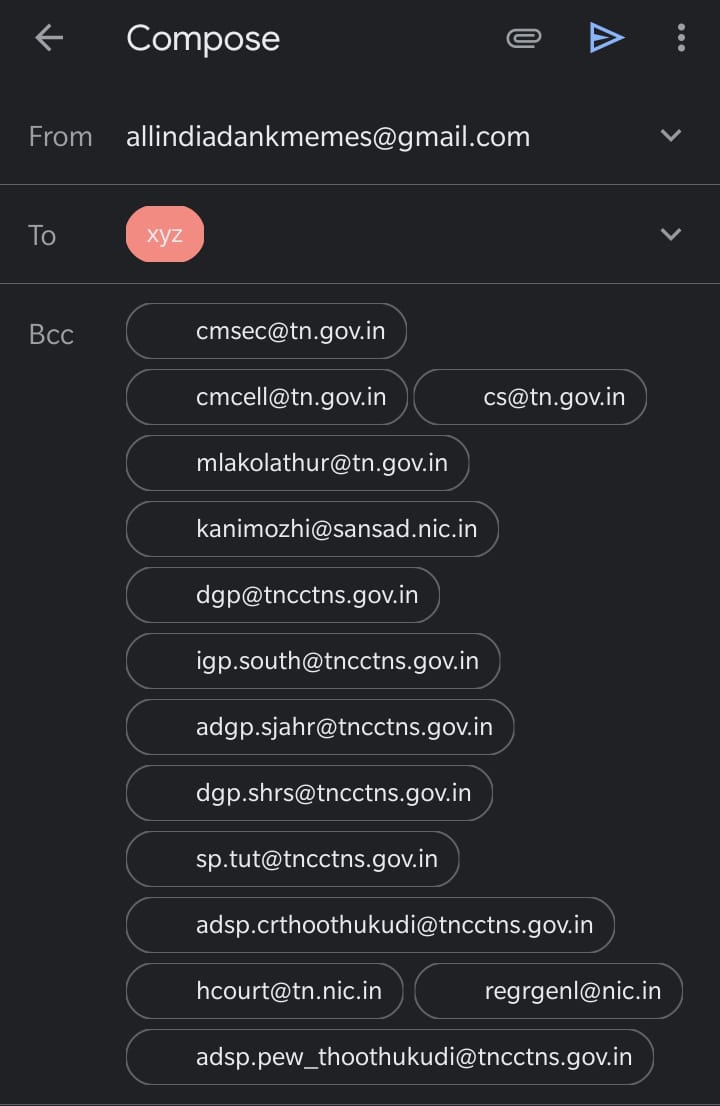 Compose
From allindiadankmemes@gmail.com
To xyz
Bcc cmsec@tn.gov.in
cmcell@tn.gov.in cs@tn.gov.in
mlakolathur@tn.gov.in
kanimozhi@sansad.nic.in
dgp@tncctns.gov.in
igp.south@tncctns.gov.in
adgp.sjahr@tncctns.gov.in
dgp.shrs@tncctns.gov.in
sp.tut@tncctns.gov.in
adsp.crthoothukudi@tncctns.gov.in
hcourt@tn.nic.in regrgenl@nic.in
adsp.pew_thoothukudi@tncctns.gov.in